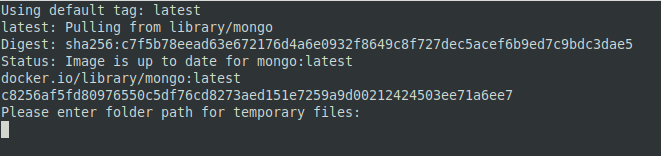 Using default tag: latest
latest: Pulling from library/mongo
Digest: sha256:c7f5b78eead63e672176d4a6e0932f8649c8f727dec5acef6b9ed7c9bdc3dae5
Status: Image is up to date for mongo:latest
docker.io/library/mongo:latest
c8256af5fd80976550c5df76cd8273aed151e7259a9d00212424503ee71a6ee7
Please enter folder path for temporary files: